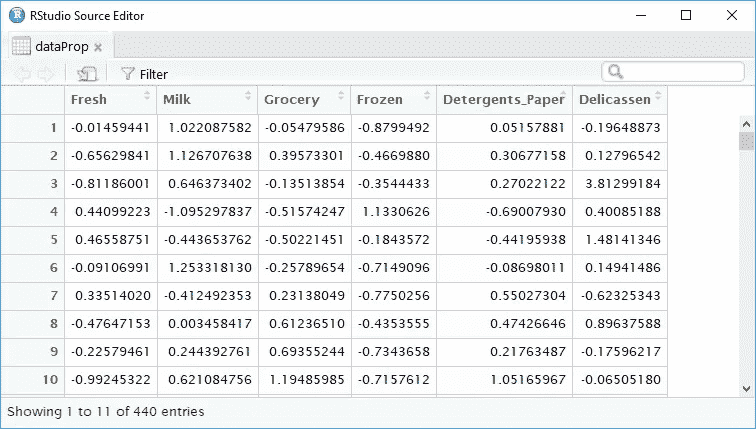 RStudio Source Editor
dataProp
Filter
Fresh Milk Grocery Frozen Detergents_Paper Delicassen
1 -0.01459441 1.022087582 -0.05479586 -0.8799492 0.05157881 -0.19648873
2 -0.65629841 1.126707638 0.39573301 -0.4669880 0.30677158 0.12796542
3 -0.81186001 0.646373402 -0.13513854 -0.3544433 0.27022122 3.81299184
4 0.44099223 -1.095297837 -0.51574247 1.1330626 -0.69007930 0.40085188
5 0.46558751 -0.443653762 -0.50221451 -0.1843572 -0.44195938 1.48141346
6 -0.09106991 1.253318130 -0.25789654 -0.7149096 -0.08698011 0.14941486
7 0.33514020 -0.412492353 0.23138049 -0.7750256 0.55027304 -0.62325343
8 -0.47647153 0.003458417 0.61236510 -0.4353555 0.47426646 0.89637588
9 -0.22579461 0.244392761 0.69355244 -0.7343658 0.21763487 -0.17596217
10 -0.99245322 0.621084756 1.19485985 -0.7157612 1.05165967 -0.06505180
Showing 1 to 11 of 440 entries